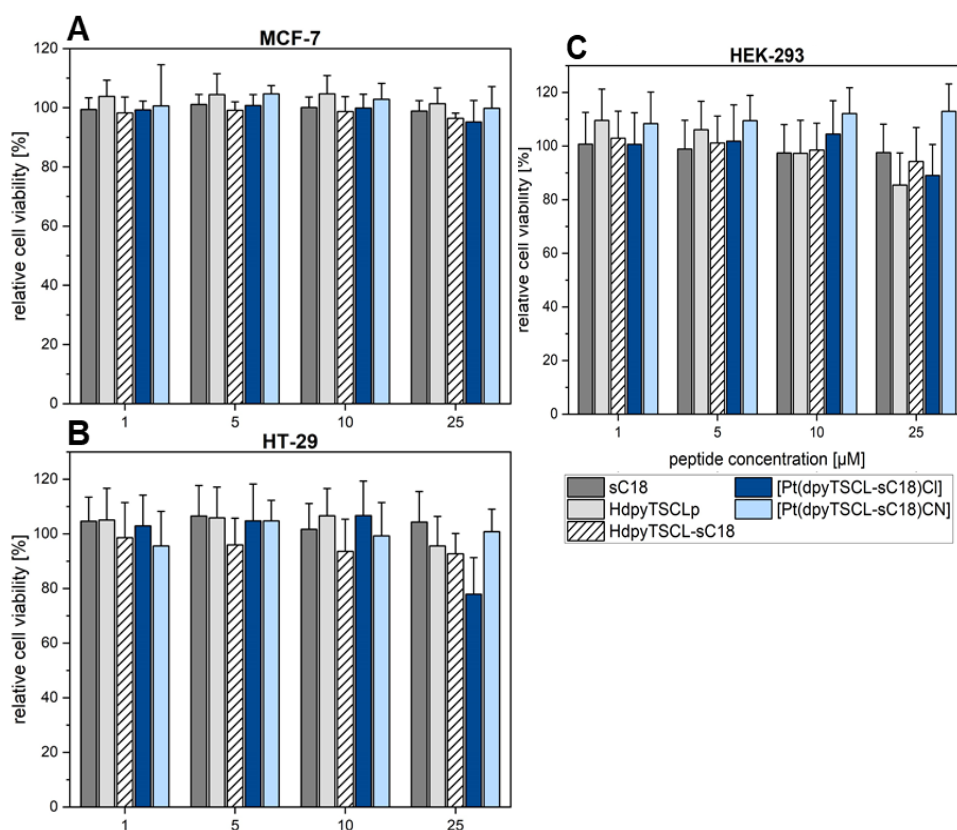 A
MCF-7
relative cell viability [%]
120
100
80
60
40
20
0
1 5 10 25
B
HT-29
relative cell viability [%]
120
100
80
60
40
20
0
1 5 10 25
C
HEK-293
relative cell viability [%]
120
100
80
60
40
20
0
1 5 10 25
peptide concentration [µM]
sC18
HdpyTSCLp
HdpyTSCL-sC18
[Pt(dpyTSCL-sC18)Cl]
[Pt(dpyTSCL-sC18)CN]